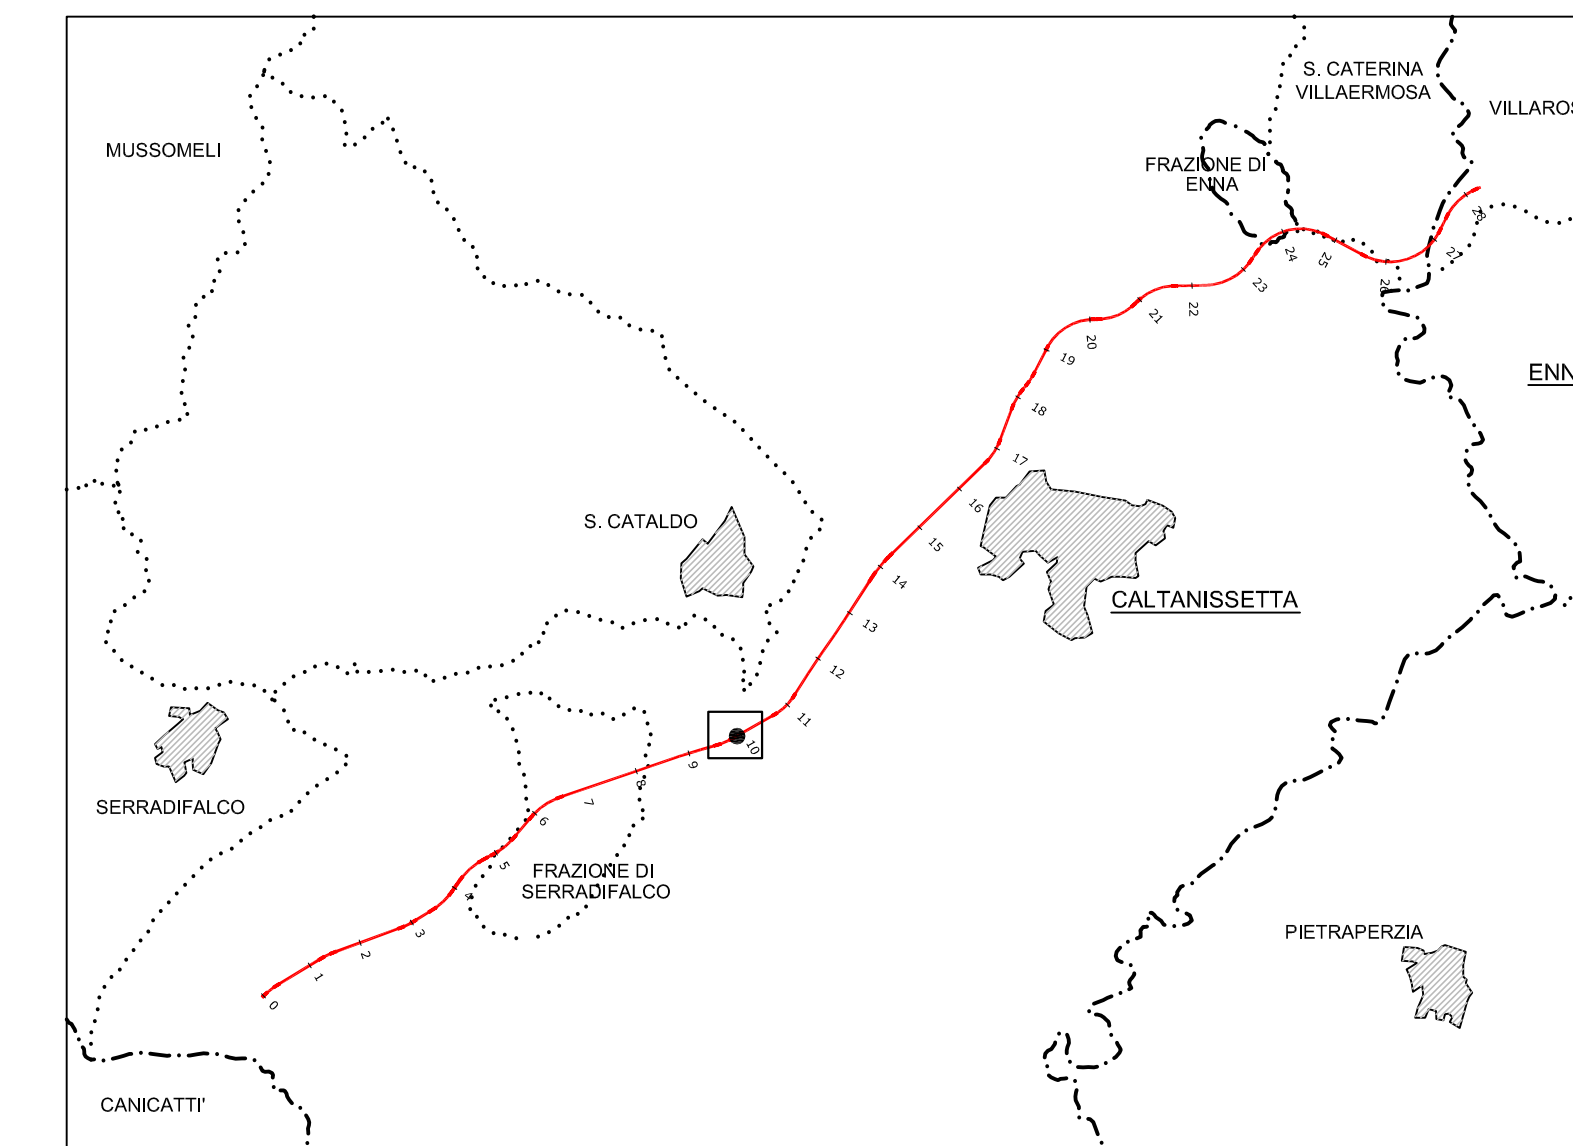 S. CATERINA
VILLAERMOSA
VILLAROS
MUSSOMELI
FRAZIONE DI
ENNA
28
24
25
27
23
26
22
21
20
19
ENN
18
17
16
S. CATALDO
15
14
CALTANISSETTA
13
12
11
10
9
8
7
SERRADIFALCO
6
5
FRAZIONE DI
SERRADIFALCO
4
3
PIETRAPERZIA
2
1
0
CANICATTI'